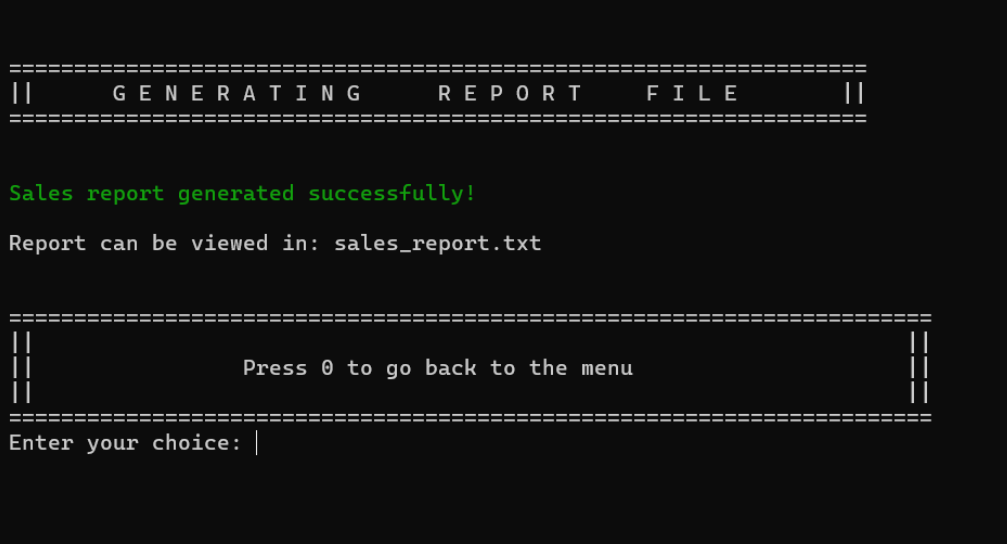 ==================================================================
||      G E N E R A T I N G      R E P O R T     F I L E        ||
==================================================================
Sales report generated successfully!
Report can be viewed in: sales_report.txt
=======================================================================
||                                                                   ||
||                Press 0 to go back to the menu                     ||
||                                                                   ||
=======================================================================
Enter your choice: